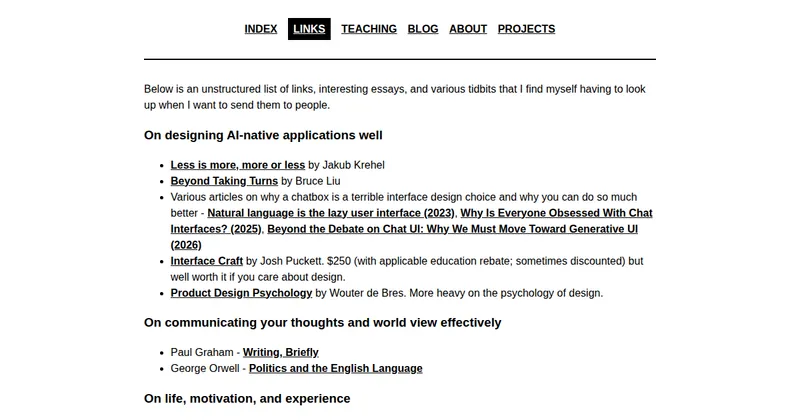 INDEX LINKS TEACHING BLOG ABOUT PROJECTS
Below is an unstructured list of links, interesting essays, and various tidbits that I find myself having to look
up when I want to send them to people.
On designing AI-native applications well
• Less is more, more or less by Jakub Krehel
• Beyond Taking Turns by Bruce Liu
• Various articles on why a chatbox is a terrible interface design choice and why you can do so much
better - Natural language is the lazy user interface (2023), Why Is Everyone Obsessed With Chat
Interfaces? (2025), Beyond the Debate on Chat UI: Why We Must Move Toward Generative UI
(2026)
• Interface Craft by Josh Puckett. $250 (with applicable education rebate; sometimes discounted) but
well worth it if you care about design.
• Product Design Psychology by Wouter de Bres. More heavy on the psychology of design.
On communicating your thoughts and world view effectively
• Paul Graham - Writing, Briefly
• George Orwell - Politics and the English Language
On life, motivation, and experience